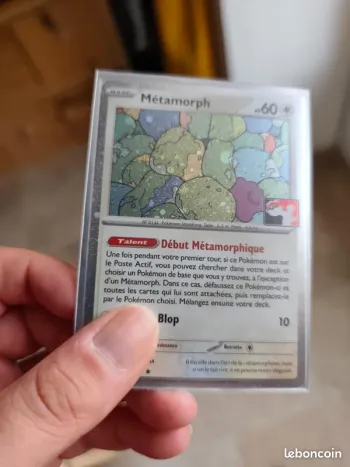 Métamorph
PV60
Talent Début Métamorphique
Une fois pendant votre premier tour, si ce Pokémon est sur
le Poste Actif, vous pouvez chercher dans votre deck et
choisir un Pokémon de base que vous y trouvez, à l'exception
d'un Métamorph. Dans ce cas, défaussez ce Pokémon-ci et
toutes les cartes qui lui sont attachées, puis remplacez-le
par le Pokémon choisi. Mélangez ensuite votre deck.
Blop 10
Retraite
leboncoin